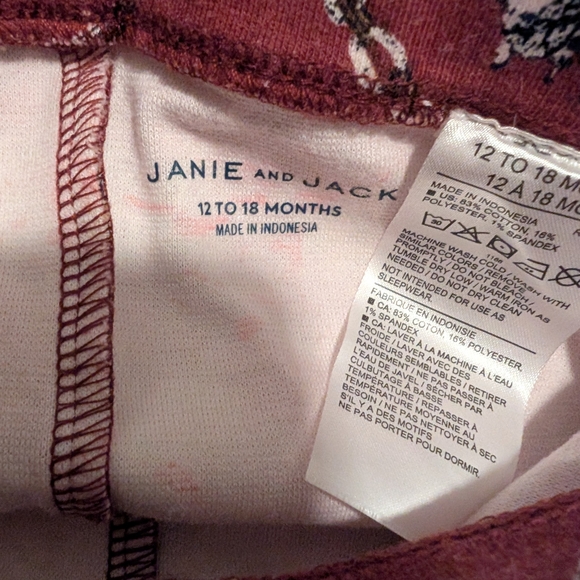 JANIE AND JACK
12 TO 18 MONTHS
MADE IN INDONESIA
12 TO 18 MO
12 À 18 MO
MADE IN INDONESIA
■ US: 83% COTTON, 16%
POLYESTER, 1% SPANDEX
MACHINE WASH COLD / WASH WITH
SIMILAR COLORS / REMOVE
PROMPTLY / DO NOT BLEACH /
TUMBLE DRY LOW / WARM IRON AS
NEEDED / DO NOT DRY CLEAN
NOT INTENDED FOR USE AS
SLEEPWEAR.
FABRIQUE EN INDONISIE
■ CA: 83% COTON, 16% POLYESTER,
1% SPANDEX
■ CA: LAVER À LA MACHINE À L'EAU
FROIDE / LAVER AVEC DES
COULEURS SEMBLABLES / RETIRER
RAPIDEMENT / NE PAS PASSER À
L'EAU DE JAVEL / SÉCHER PAR
CULBUTAGE À BASSE
TEMPÉRATURE / REPASSER À
TEMPÉRATURE MOYENNE AU
BESOIN / NE PAS NETTOYER À SEC
S'IL Y A DES MOTIFS
NE PAS PORTER POUR DORMIR.